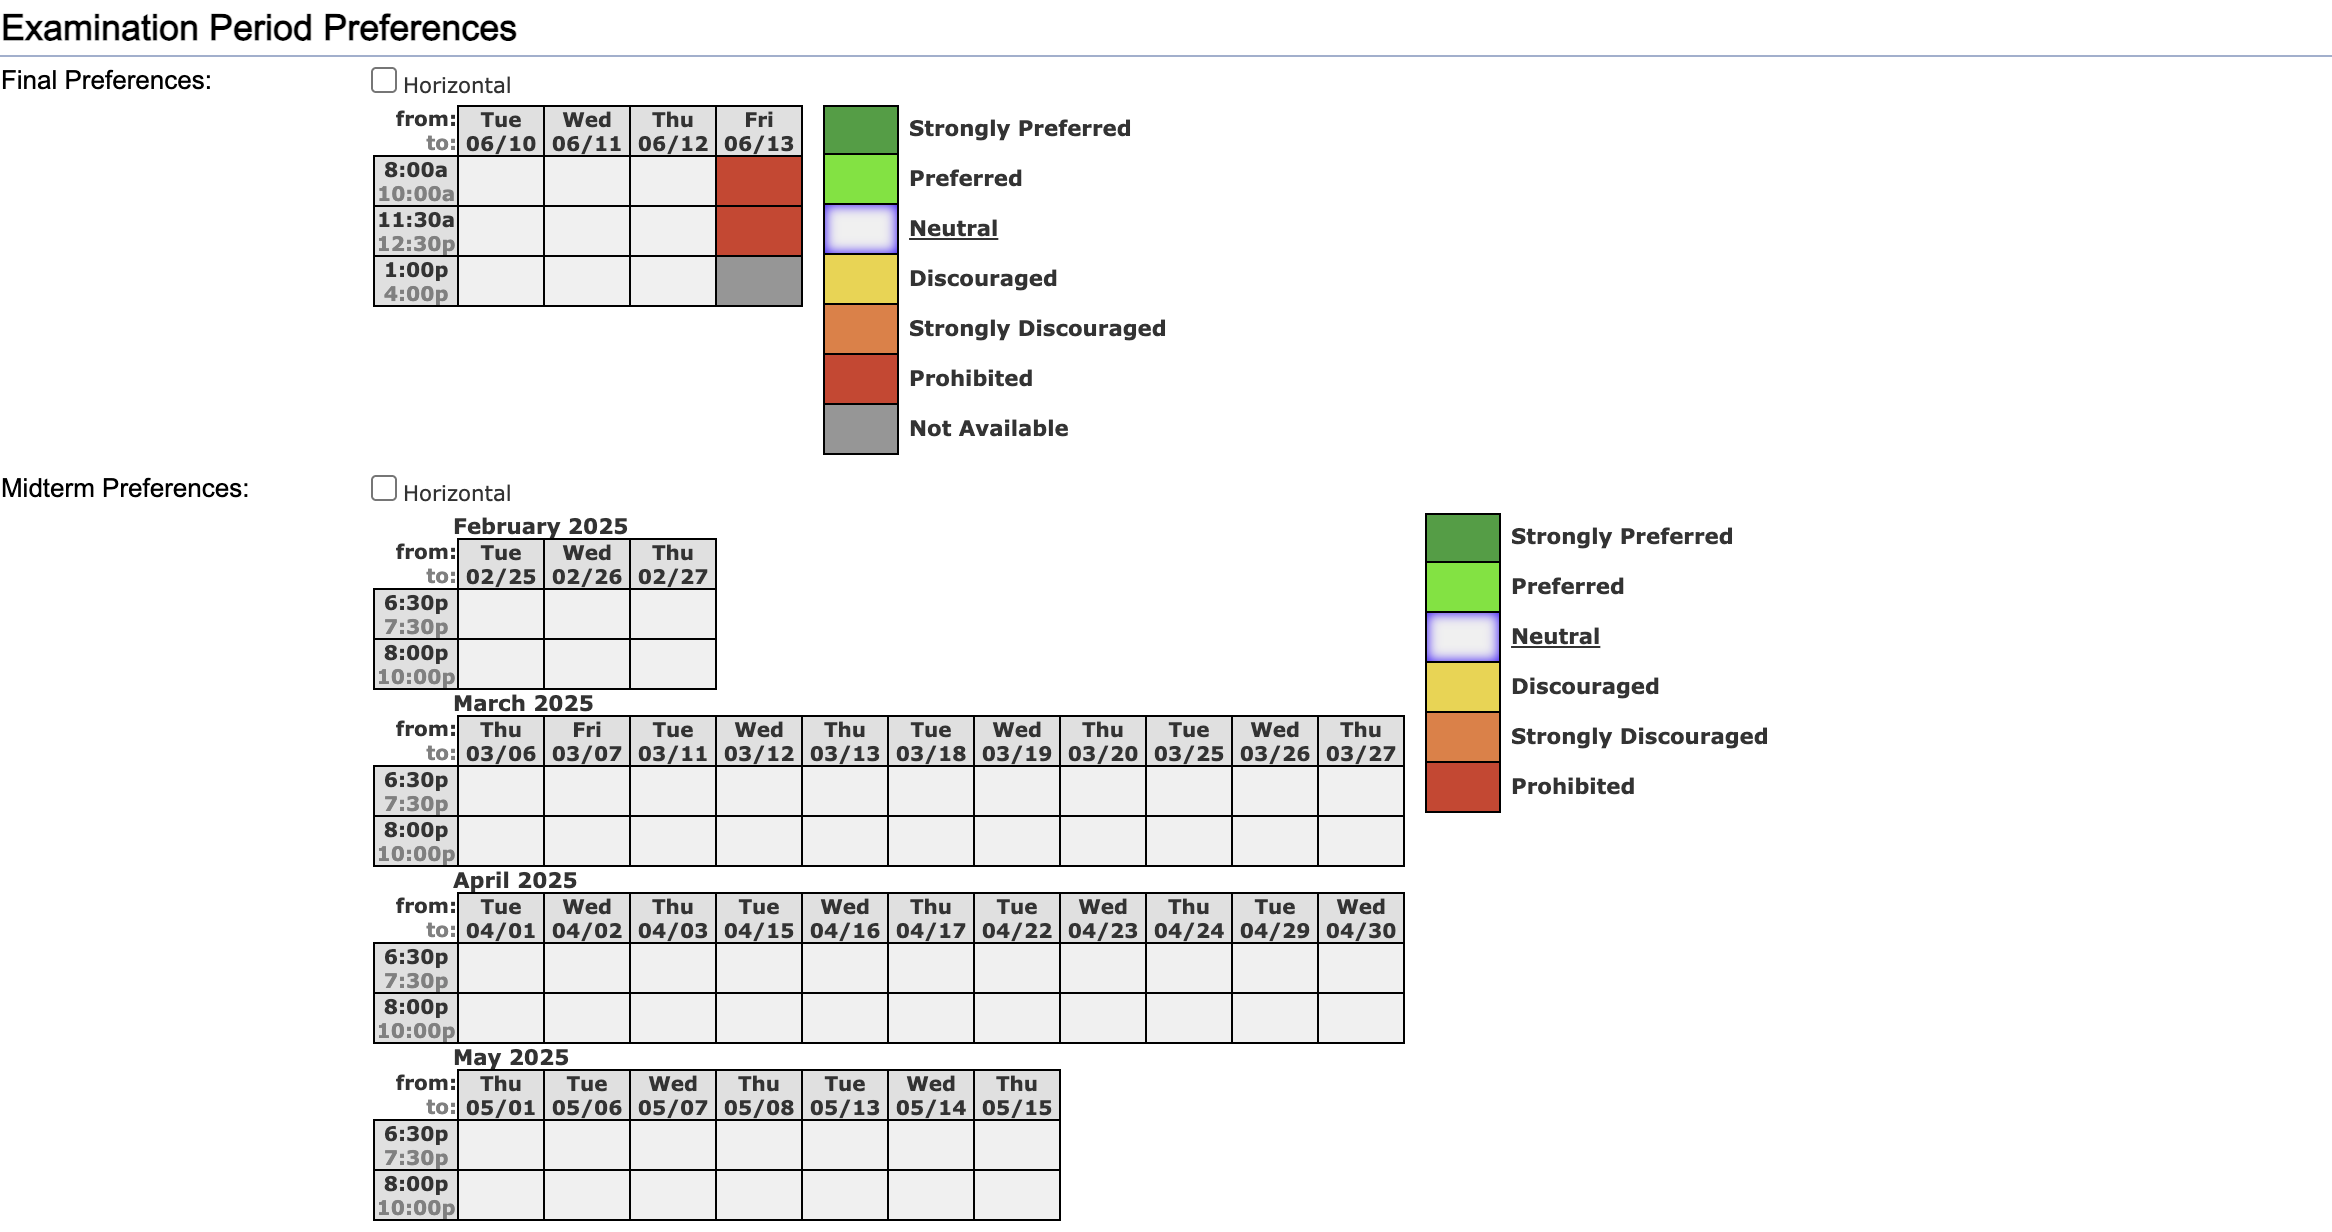 Examination Period Preferences
Final Preferences:
Horizontal
from: Tue Wed Thu Fri
to: 06/10 06/11 06/12 06/13
8:00a
10:00a
11:30a
12:30p
1:00p
4:00p
Strongly Preferred
Preferred
Neutral
Discouraged
Strongly Discouraged
Prohibited
Not Available
Midterm Preferences:
Horizontal
February 2025
from: Tue Wed Thu
to: 02/25 02/26 02/27
6:30p
7:30p
8:00p
10:00p
March 2025
from: Thu Fri Tue Wed Thu Tue Wed Thu Tue Wed Thu
to: 03/06 03/07 03/11 03/12 03/13 03/18 03/19 03/20 03/25 03/26 03/27
6:30p
7:30p
8:00p
10:00p
April 2025
from: Tue Wed Thu Tue Wed Thu Tue Wed Thu Tue Wed
to: 04/01 04/02 04/03 04/15 04/16 04/17 04/22 04/23 04/24 04/29 04/30
6:30p
7:30p
8:00p
10:00p
May 2025
from: Thu Tue Wed Thu Tue Wed Thu
to: 05/01 05/06 05/07 05/08 05/13 05/14 05/15
6:30p
7:30p
8:00p
10:00p
Strongly Preferred
Preferred
Neutral
Discouraged
Strongly Discouraged
Prohibited